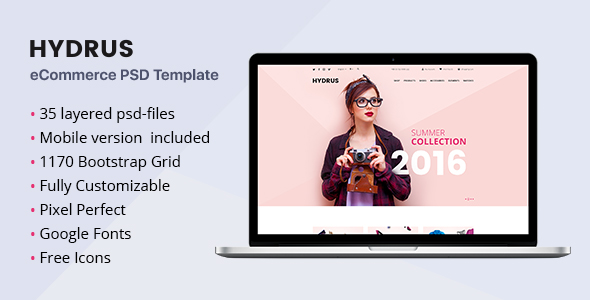 HYDRUS
eCommerce PSD Template
• 35 layered psd-files
• Mobile version included
• 1170 Bootstrap Grid
• Fully Customizable
• Pixel Perfect
• Google Fonts
• Free Icons
HYDRUS
SUMMER
COLLECTION
2016